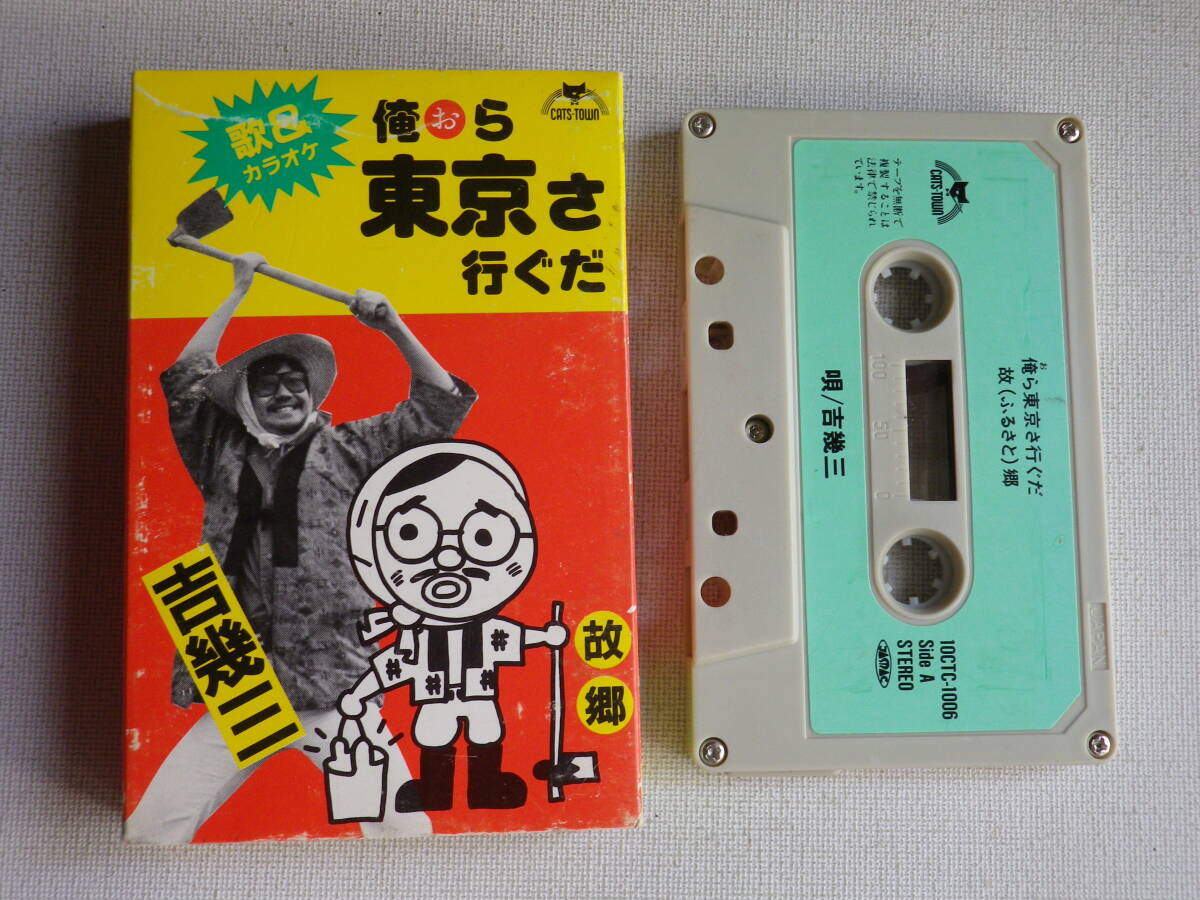 歌&
カラオケ
俺おら
東京さ
行ぐだ
CATS-TOWN
吉幾三
故郷
CATS-TOWN
テープを無断で
複製することは
法律で禁じられ
ています。
お
俺ら東京さ行ぐだ
故(ふるさと)郷
唄/吉幾三
100
50
0
10CTC-1006
Side A
STEREO
JASRAC
JAPAN